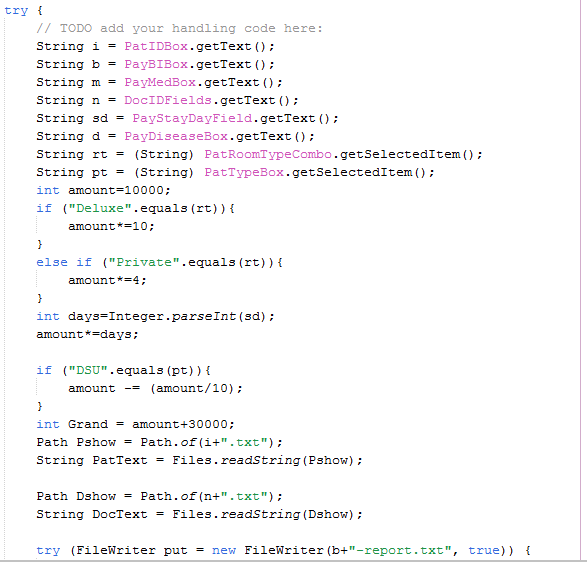 try {
// TODO add your handling code here:
String i = PatIDBox.getText();
String b = PayBIBox.getText();
String m = PayMedBox.getText();
String n = DocIDFields.getText();
String sd = PayStayDayField.getText();
String d = PayDiseaseBox.getText();
String rt = (String) PatRoomTypeCombo.getSelectedItem();
String pt = (String) PatTypeBox.getSelectedItem();
int amount=10000;
if ("Deluxe".equals(rt)){
amount*=10;
}
else if ("Private".equals(rt)){
amount*=4;
}
int days=Integer.parseInt(sd);
amount*=days;
if ("DSU".equals(pt)){
amount -= (amount/10);
}
int Grand = amount+30000;
Path Pshow = Path.of(i+".txt");
String PatText = Files.readString(Pshow);
Path Dshow = Path.of(n+".txt");
String DocText = Files.readString(Dshow);
try (FileWriter put = new FileWriter(b+"-report.txt", true)) {